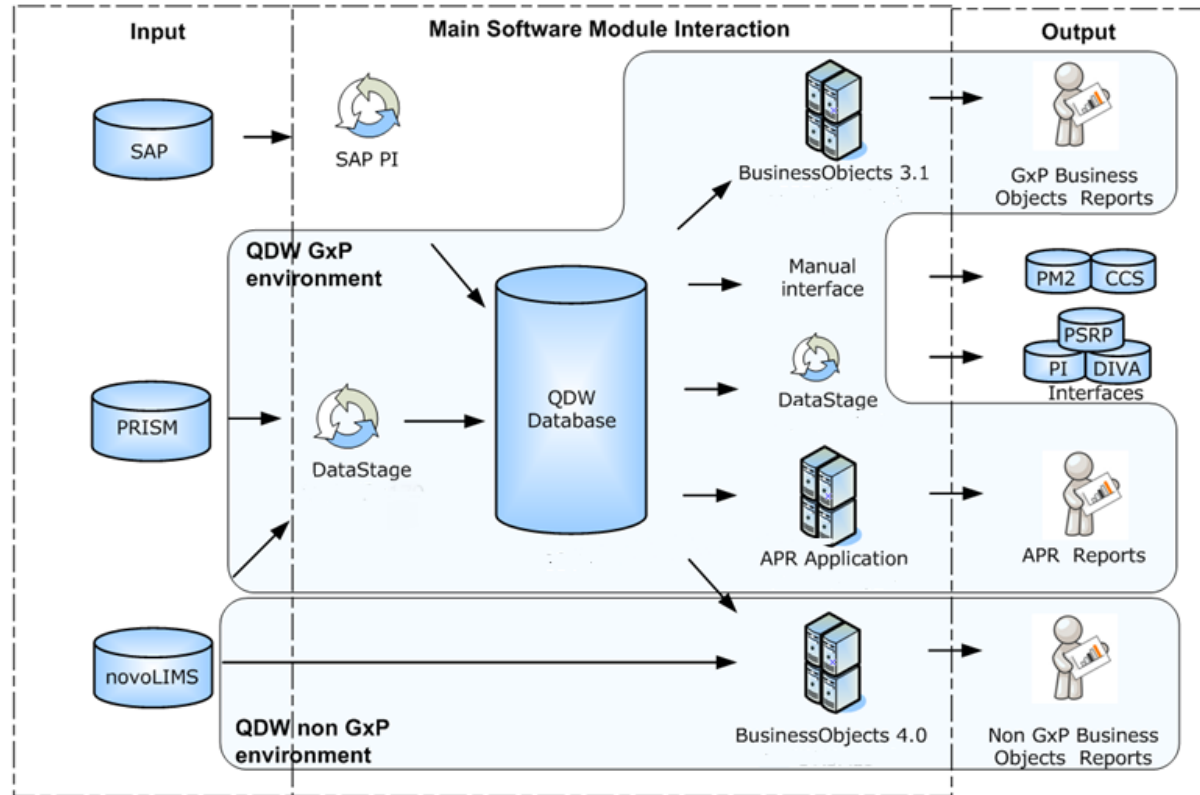 Input
Main Software Module Interaction
Output
SAP
SAP PI
BusinessObjects 3.1
GxP Business
Objects Reports
QDW GxP
environment
Manual
interface
PM2
CCS
PSRP
PI
DIVA
Interfaces
PRISM
DataStage
QDW
Database
DataStage
APR Application
APR Reports
novoLIMS
QDW non GxP
environment
BusinessObjects 4.0
Non GxP Business
Objects Reports